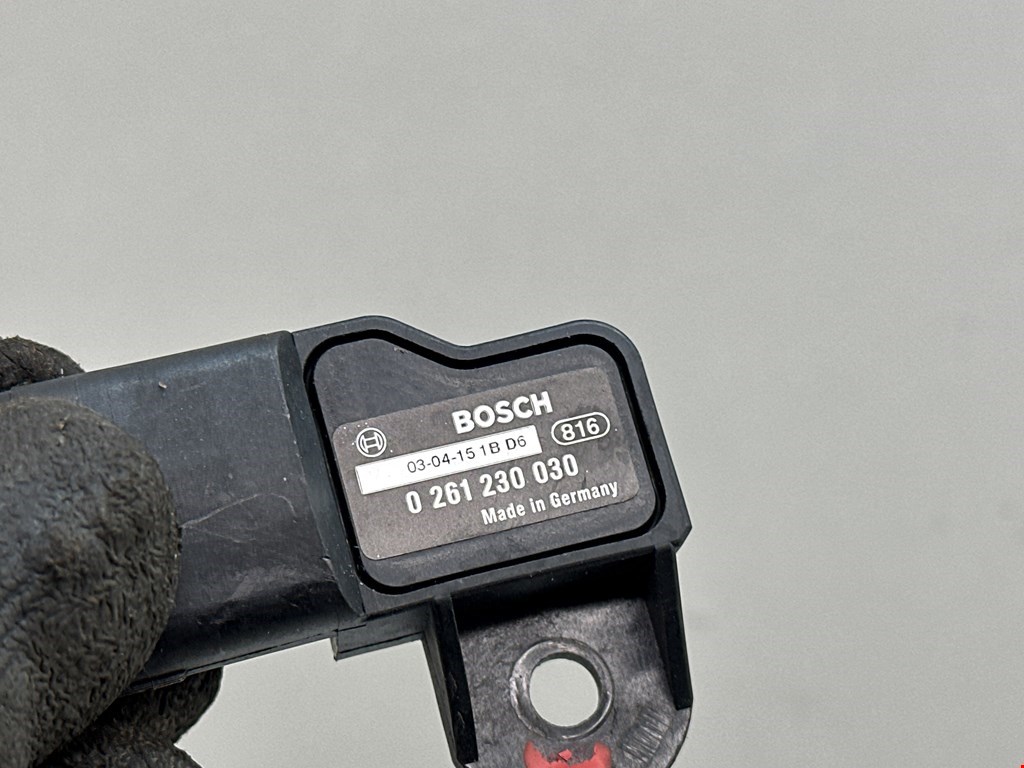 BOSCH
03-04-15 1B D6
816
0 261 230 030
Made in Germany